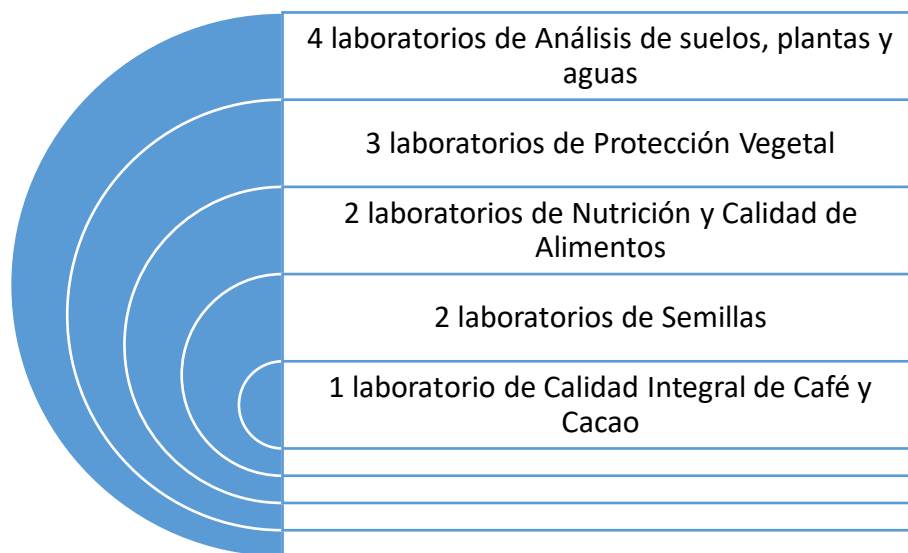 4 laboratorios de Análisis de suelos, plantas y
aguas
3 laboratorios de Protección Vegetal
2 laboratorios de Nutrición y Calidad de
Alimentos
2 laboratorios de Semillas
1 laboratorio de Calidad Integral de Café y
Cacao